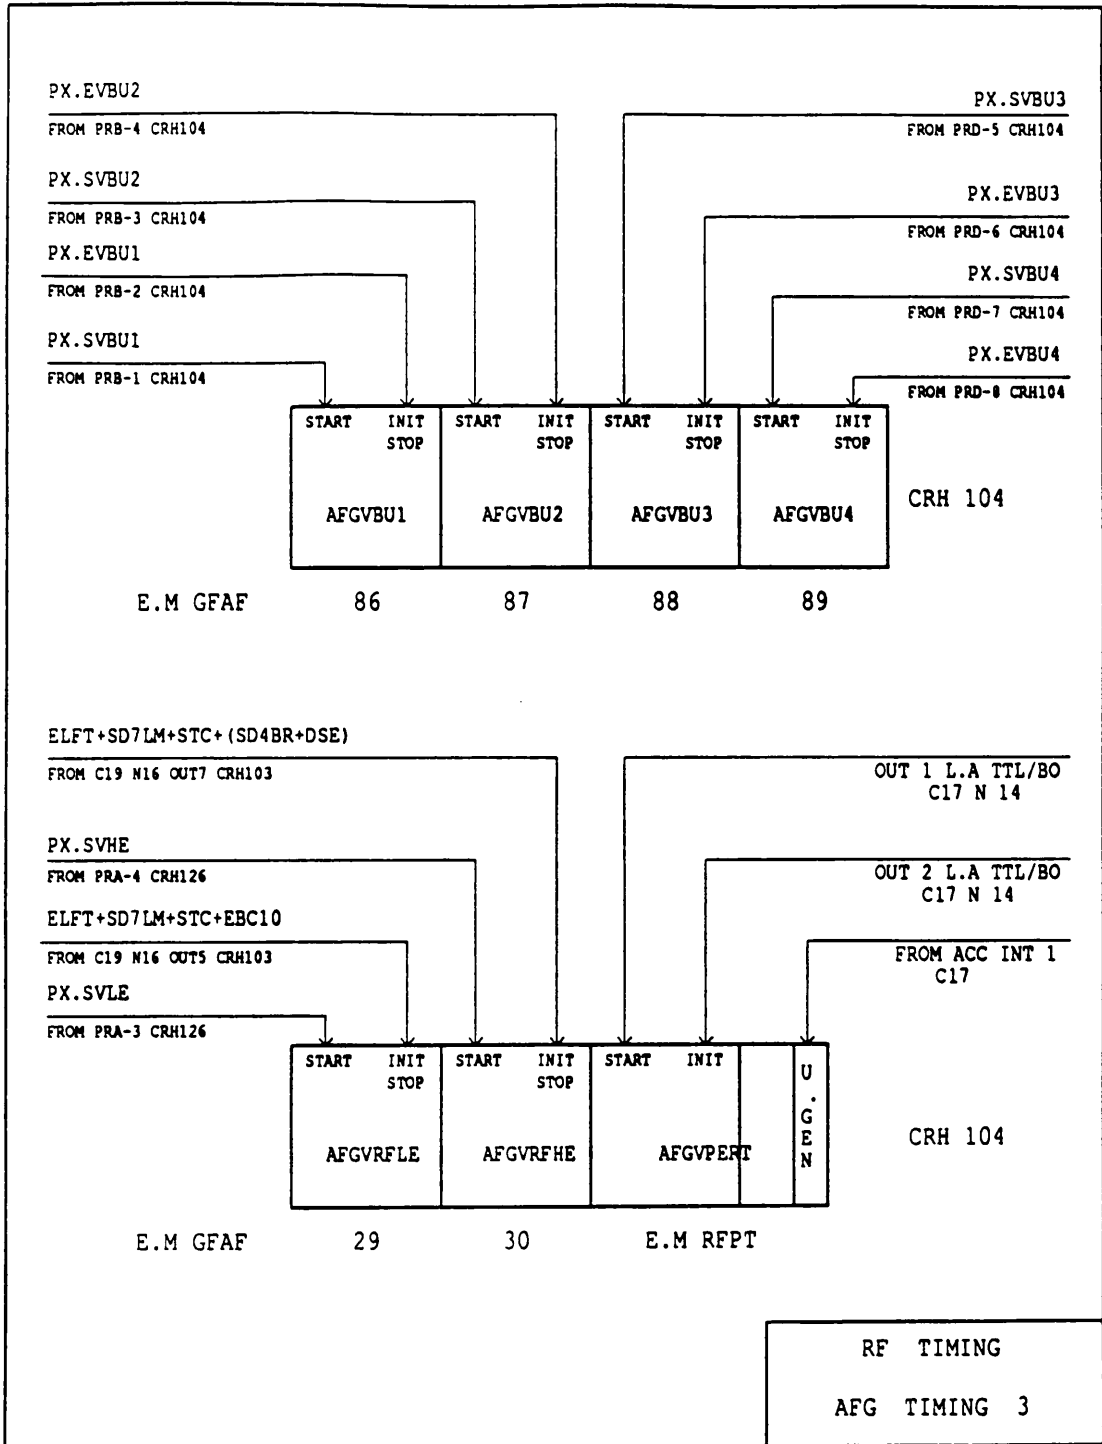 PX.EVBU2
FROM PRB-4 CRH104
PX.SVBU2
FROM PRB-3 CRH104
PX.EVBU1
FROM PRB-2 CRH104
PX.SVBU1
FROM PRB-1 CRH104
PX.SVBU3
FROM PRD-5 CRH104
PX.EVBU3
FROM PRD-6 CRH104
PX.SVBU4
FROM PRD-7 CRH104
PX.EVBU4
FROM PRD-8 CRH104
START INIT START INIT START INIT START INIT
STOP STOP STOP STOP
AFGVBU1 AFGVBU2 AFGVBU3 AFGVBU4
CRH 104
E.M GFAF 86 87 88 89
ELFT+SD7LM+STC+(SD4BR+DSE)
FROM C19 N16 OUT7 CRH103
PX.SVHE
FROM PRA-4 CRH126
ELFT+SD7LM+STC+EBC10
FROM C19 N16 OUT5 CRH103
PX.SVLE
FROM PRA-3 CRH126
OUT 1 L.A TTL/BO
C17 N 14
OUT 2 L.A TTL/BO
C17 N 14
FROM ACC INT 1
C17
START INIT START INIT START INIT
STOP STOP
U.GEN
AFGVRFLE AFGVRFHE AFGVPERT
CRH 104
E.M GFAF 29 30 E.M RFPT
RF TIMING
AFG TIMING 3